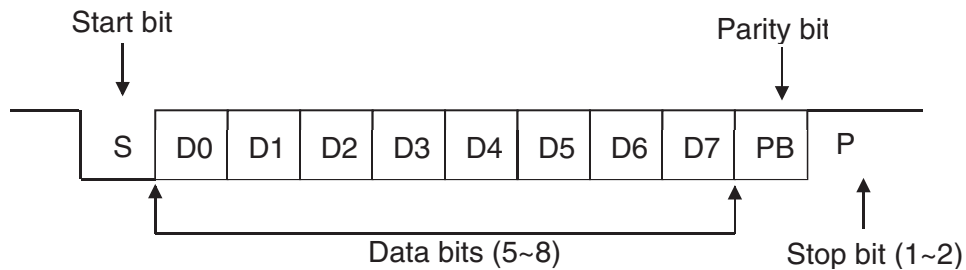 Start bit
Parity bit
S D0 D1 D2 D3 D4 D5 D6 D7 PB P
Data bits (5~8)
Stop bit (1~2)